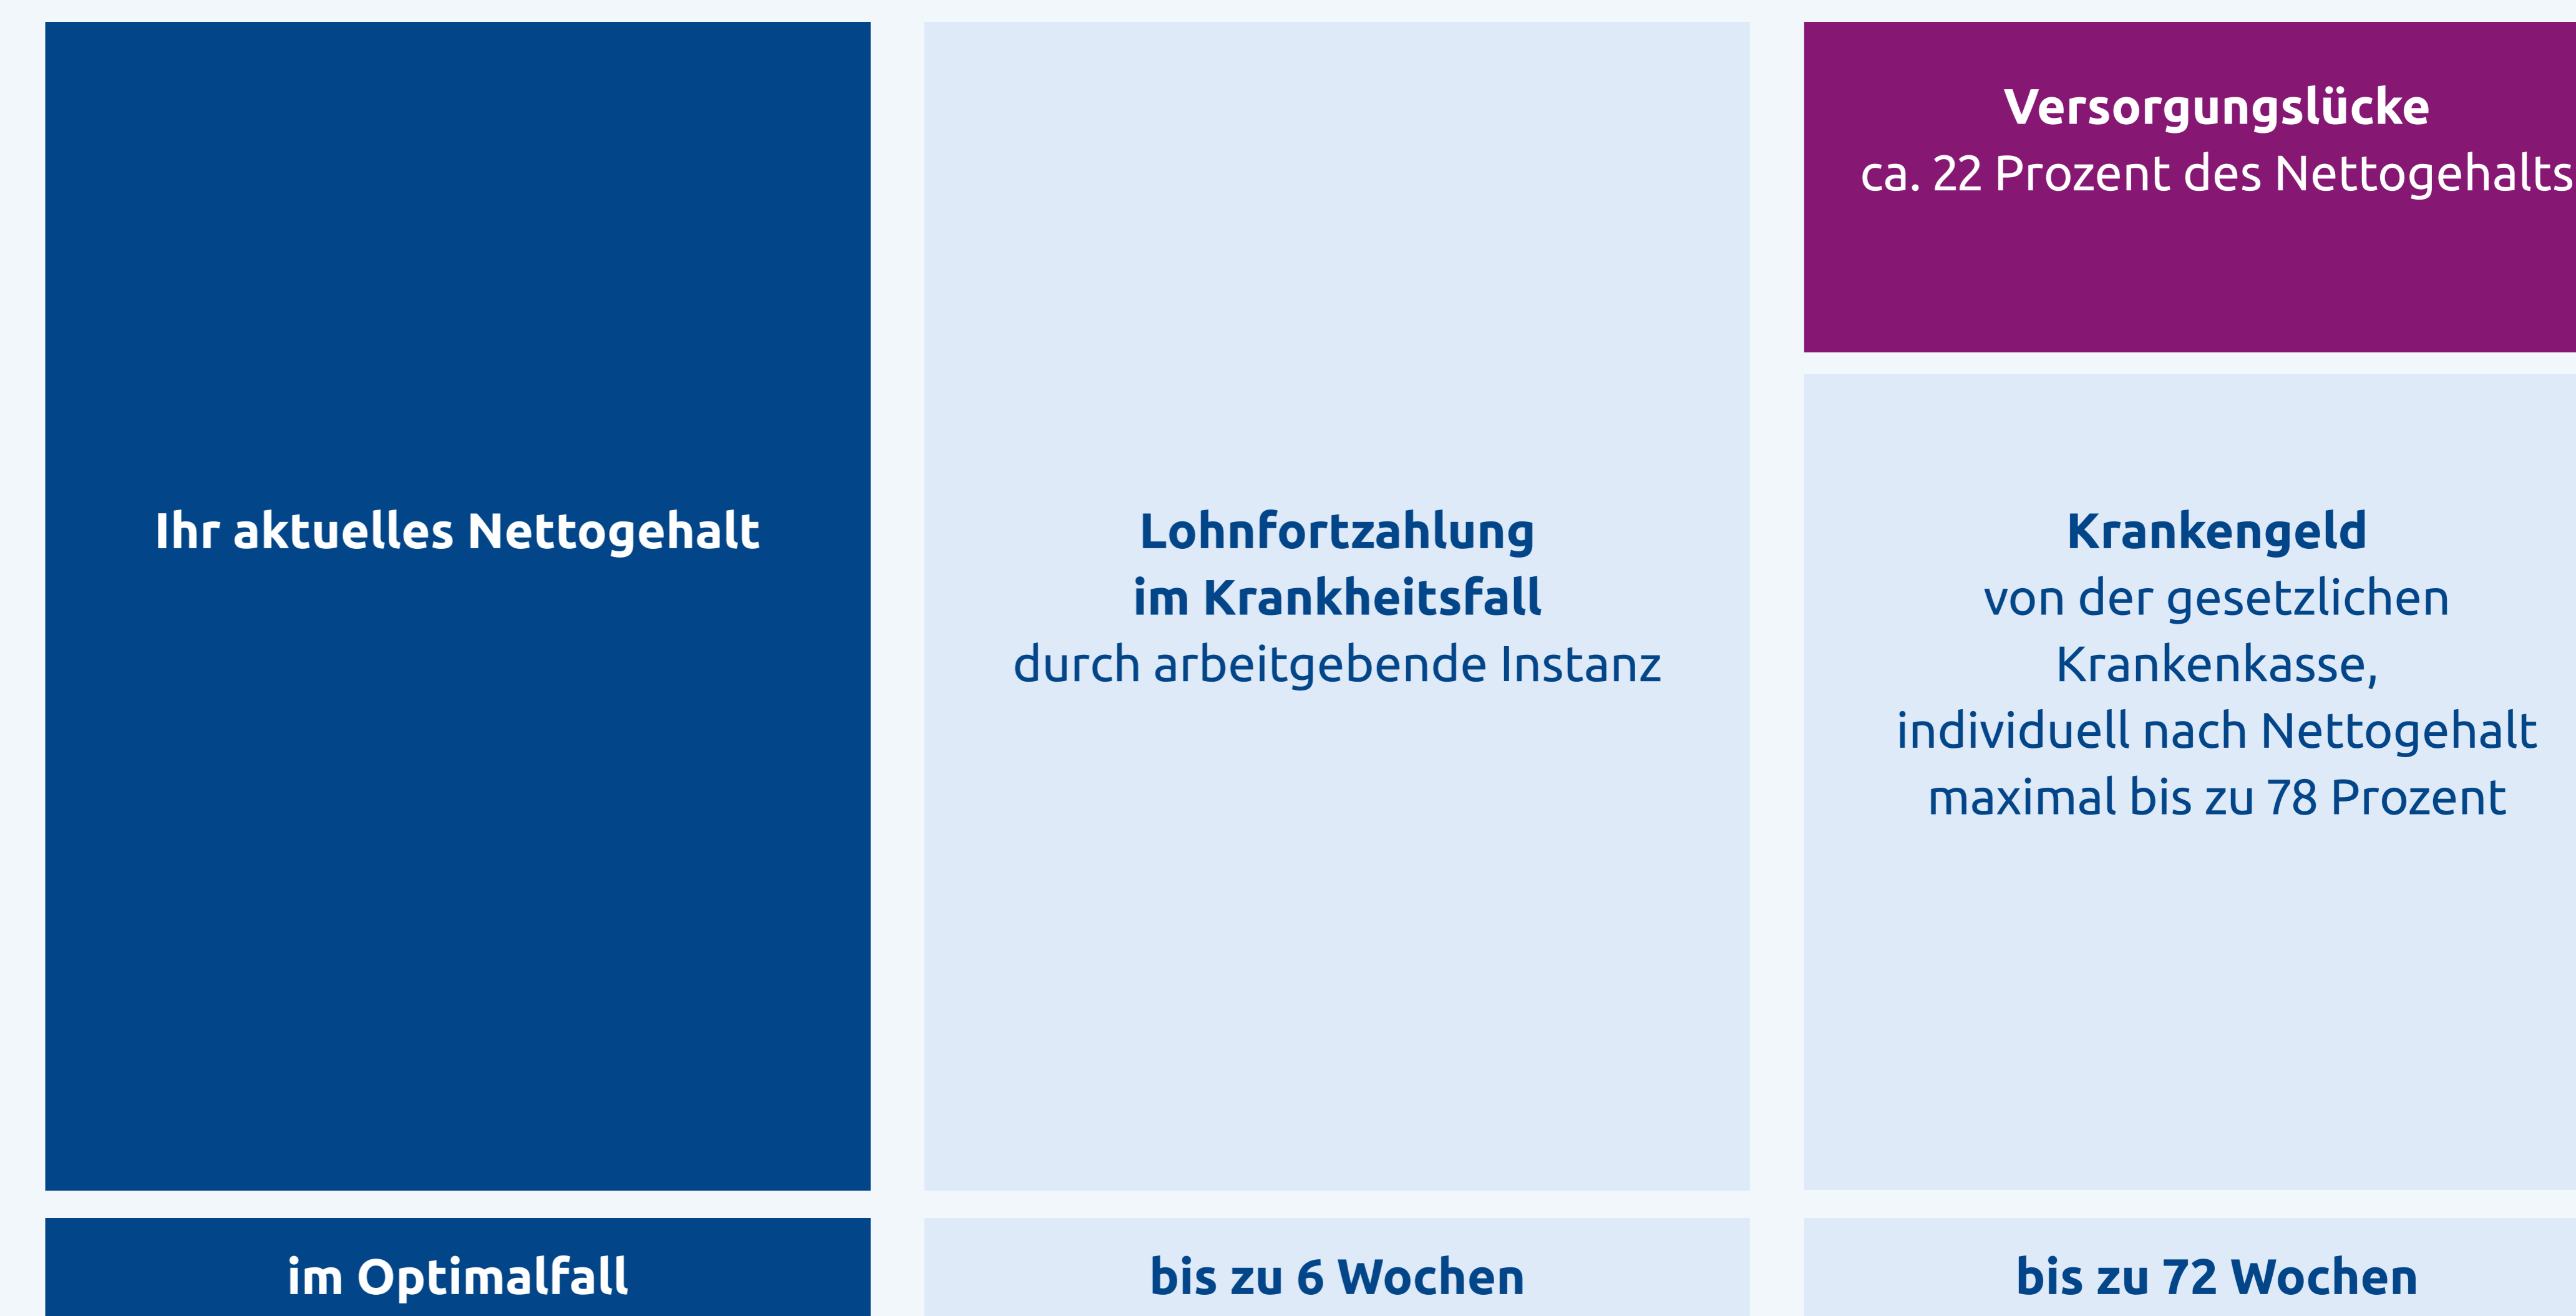 Ihr aktuelles Nettogehalt
im Optimalfall
Lohnfortzahlung
im Krankheitsfall
durch arbeitgebende Instanz
bis zu 6 Wochen
Versorgungslücke
ca. 22 Prozent des Nettogehalts
Krankengeld
von der gesetzlichen
Krankenkasse,
individuell nach Nettogehalt
maximal bis zu 78 Prozent
bis zu 72 Wochen